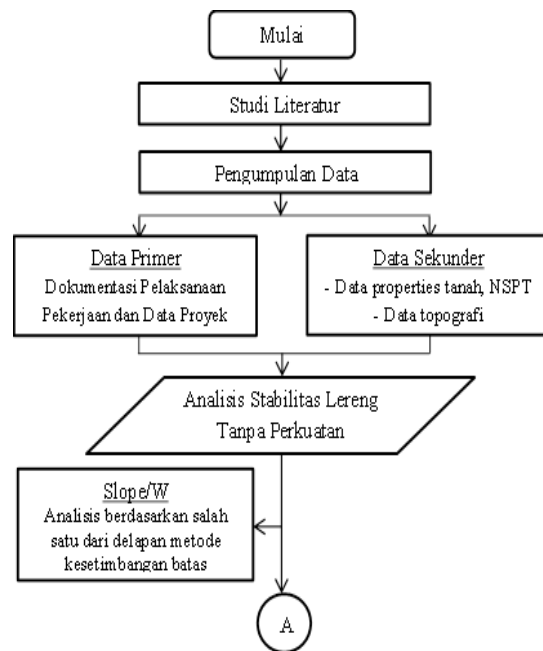 Mulai
Studi Literatur
Pengumpulan Data
Data Primer
Dokumentasi Pelaksanaan
Pekerjaan dan Data Proyek
Data Sekunder
- Data properties tanah, NSPT
- Data topografi
Analisis Stabilitas Lereng
Tanpa Perkuatan
Slope/W
Analisis berdasarkan salah
satu dari delapan metode
kesetimbangan batas
A